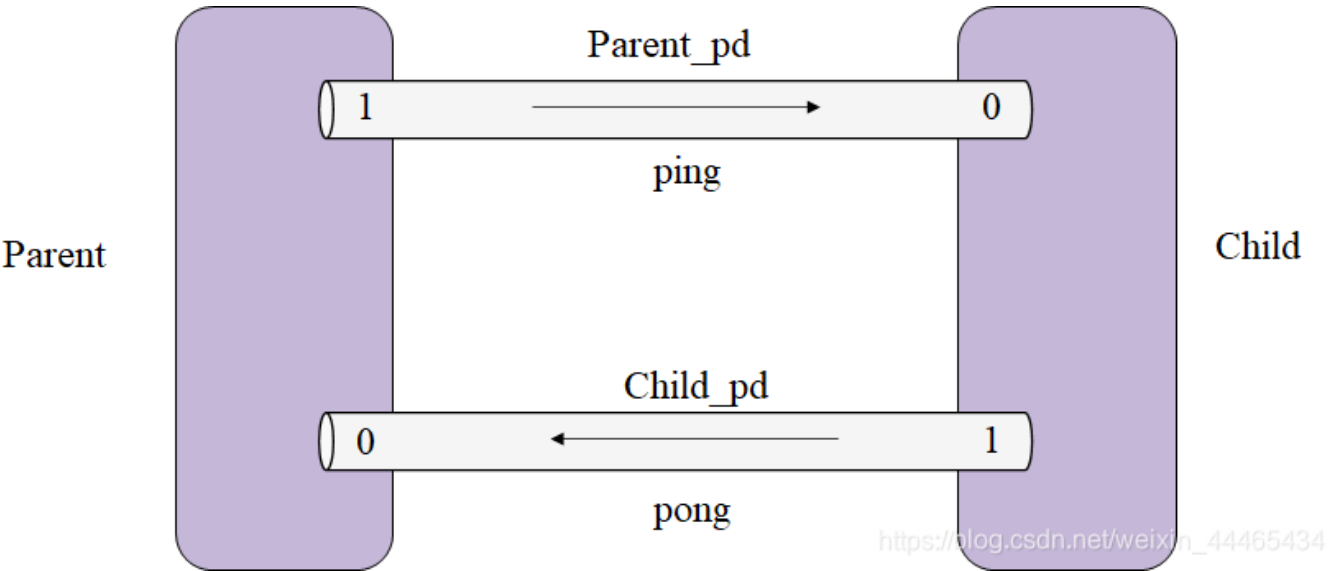 Parent_pd
1
0
ping
Parent
Child
Child_pd
0
1
pong
https://blog.csdn.net/weixin_44465434